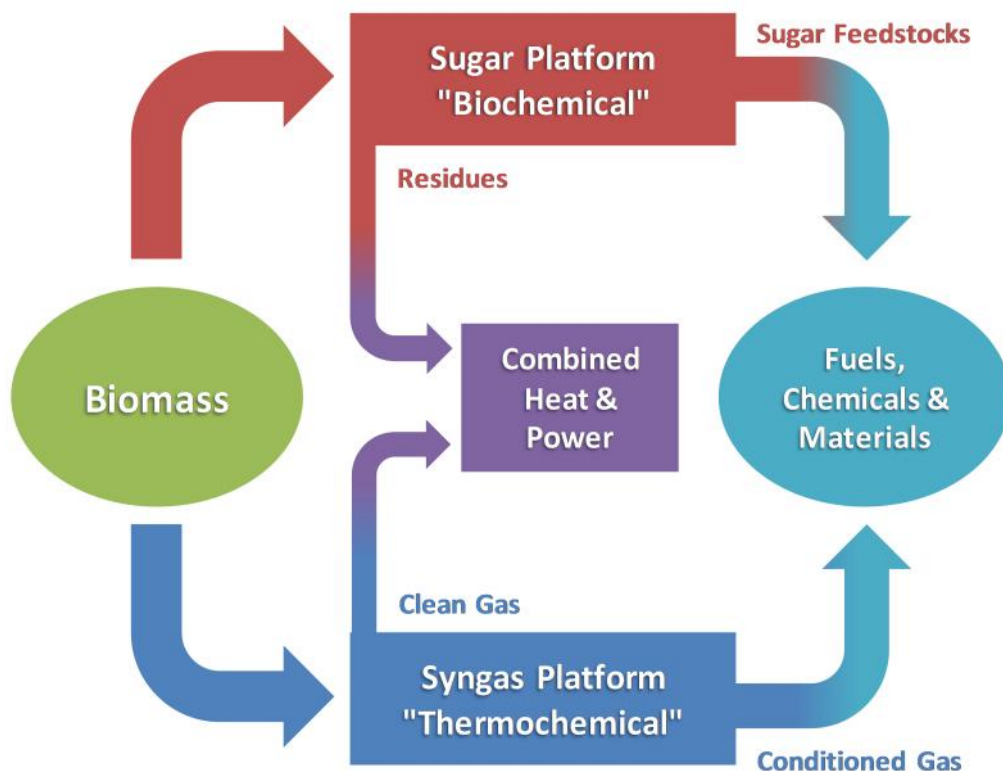 Sugar Feedstocks
Sugar Platform
"Biochemical"
Residues
Biomass
Combined
Heat &
Power
Fuels,
Chemicals &
Materials
Clean Gas
Syngas Platform
"Thermochemical"
Conditioned Gas